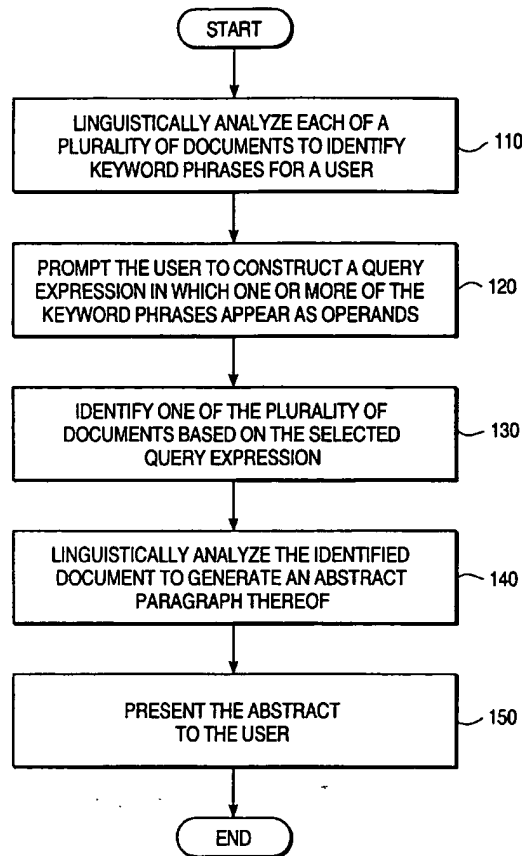 START
LINGUISTICALLY ANALYZE EACH OF A
PLURALITY OF DOCUMENTS TO IDENTIFY
KEYWORD PHRASES FOR A USER
110
PROMPT THE USER TO CONSTRUCT A QUERY
EXPRESSION IN WHICH ONE OR MORE OF THE
KEYWORD PHRASES APPEAR AS OPERANDS
120
IDENTIFY ONE OF THE PLURALITY OF
DOCUMENTS BASED ON THE SELECTED
QUERY EXPRESSION
130
LINGUISTICALLY ANALYZE THE IDENTIFIED
DOCUMENT TO GENERATE AN ABSTRACT
PARAGRAPH THEREOF
140
PRESENT THE ABSTRACT
TO THE USER
150
END